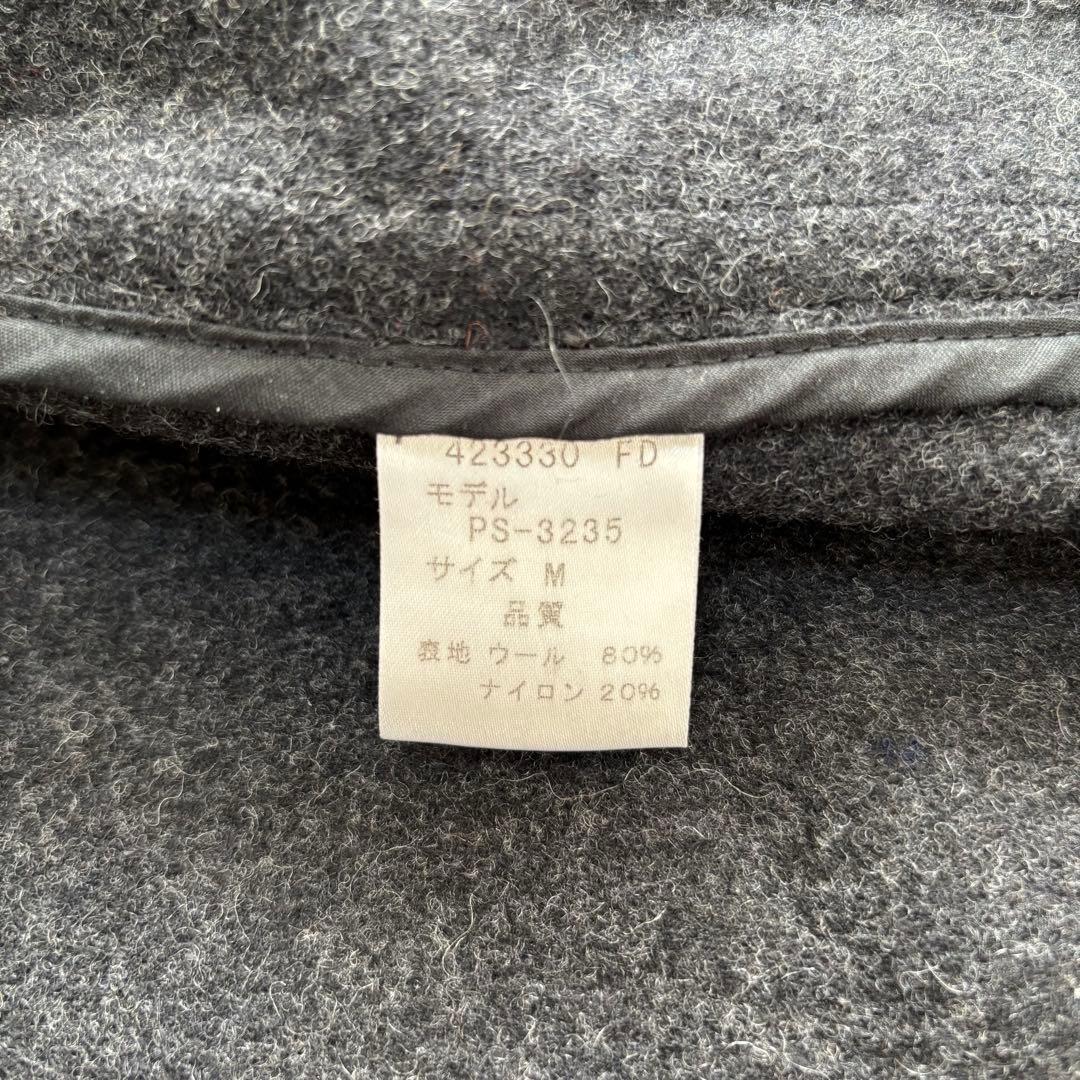 423330 FD
モデル
PS-3235
サイズ M
品質
表地 ウール 80%
ナイロン 20%